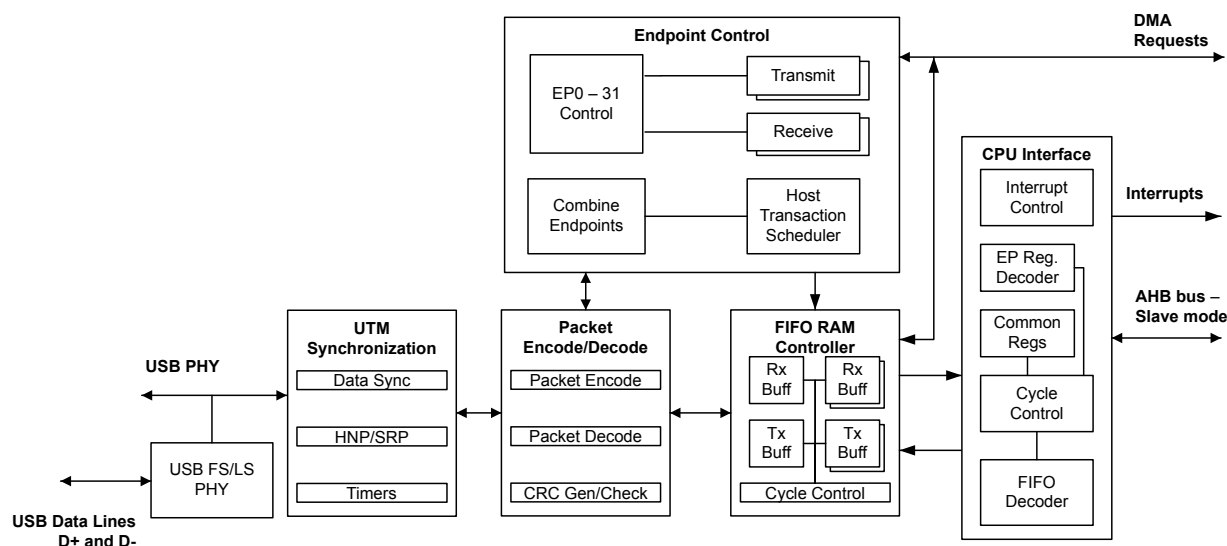 DMA
Requests
Endpoint Control
EP0 – 31
Control
Transmit
Receive
Combine
Endpoints
Host
Transaction
Scheduler
CPU Interface
Interrupt
Control
Interrupts
EP Reg.
Decoder
AHB bus –
Slave mode
Common
Regs
Cycle
Control
FIFO
Decoder
UTM
Synchronization
Data Sync
HNP/SRP
Timers
Packet
Encode/Decode
Packet Encode
Packet Decode
CRC Gen/Check
FIFO RAM
Controller
Rx
Buff
Rx
Buff
Tx
Buff
Tx
Buff
Cycle Control
USB PHY
USB FS/LS
PHY
USB Data Lines
D+ and D-